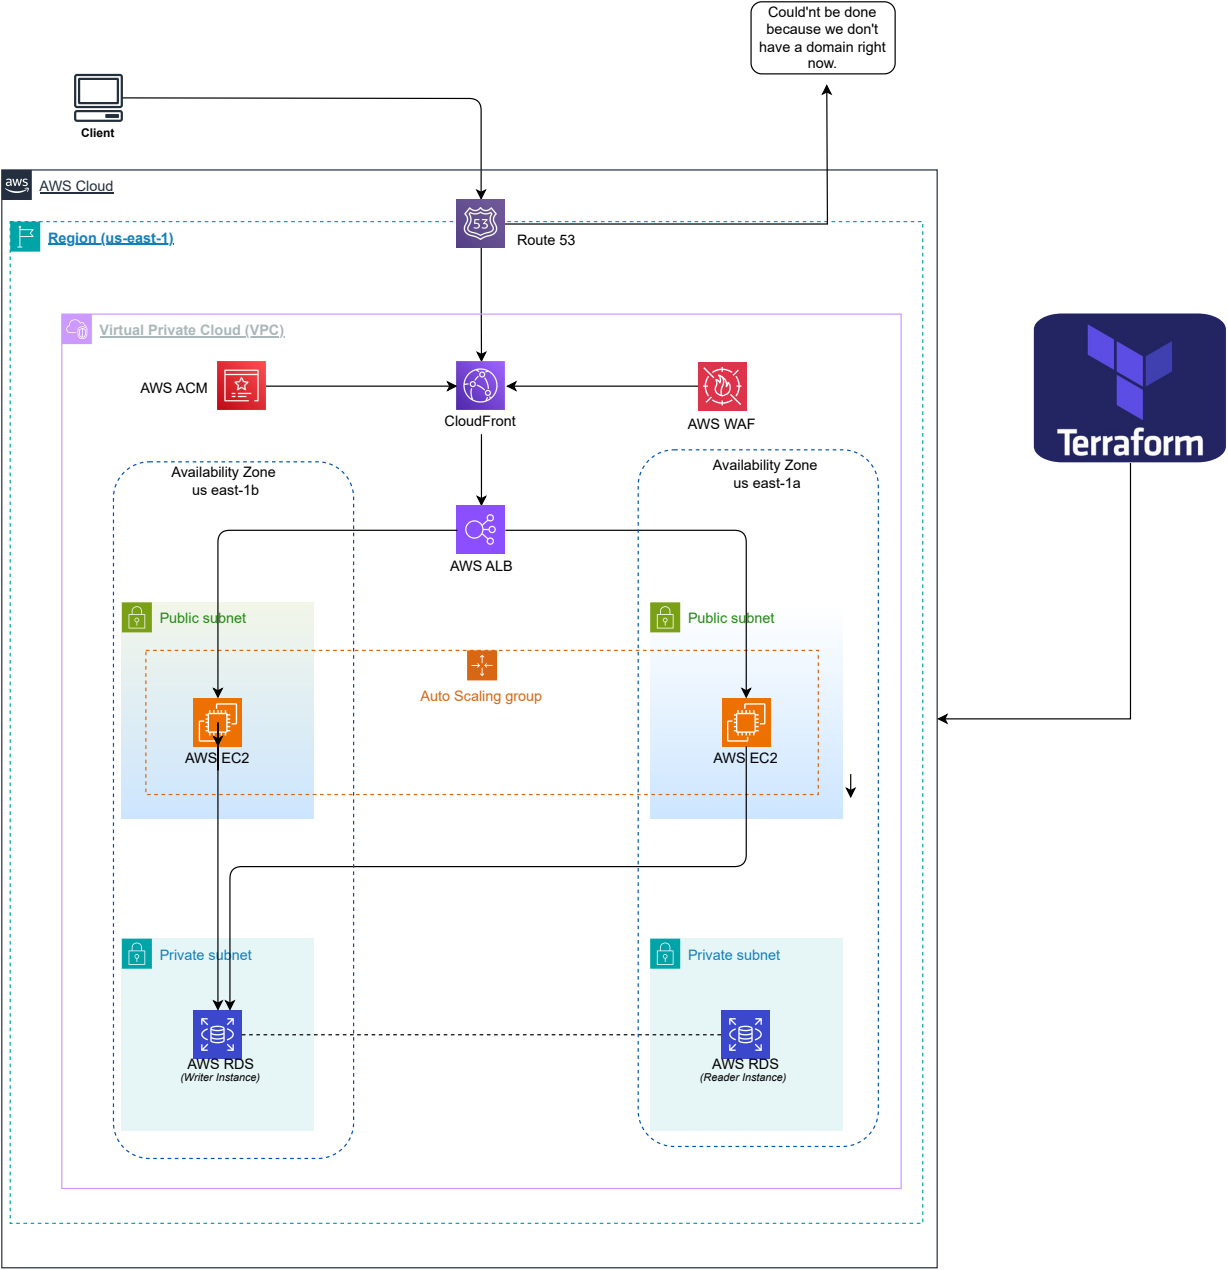 Could'nt be done
because we don't
have a domain right
now.
Client
aws
AWS Cloud
53
Route 53
Region (us-east-1)
Virtual Private Cloud (VPC)
AWS ACM
CloudFront
AWS WAF
Terraform
Availability Zone
us east-1b
Availability Zone
us east-1a
AWS ALB
Public subnet
Public subnet
Auto Scaling group
AWS EC2
AWS EC2
Private subnet
Private subnet
AWS RDS
(Writer Instance)
AWS RDS
(Reader Instance)